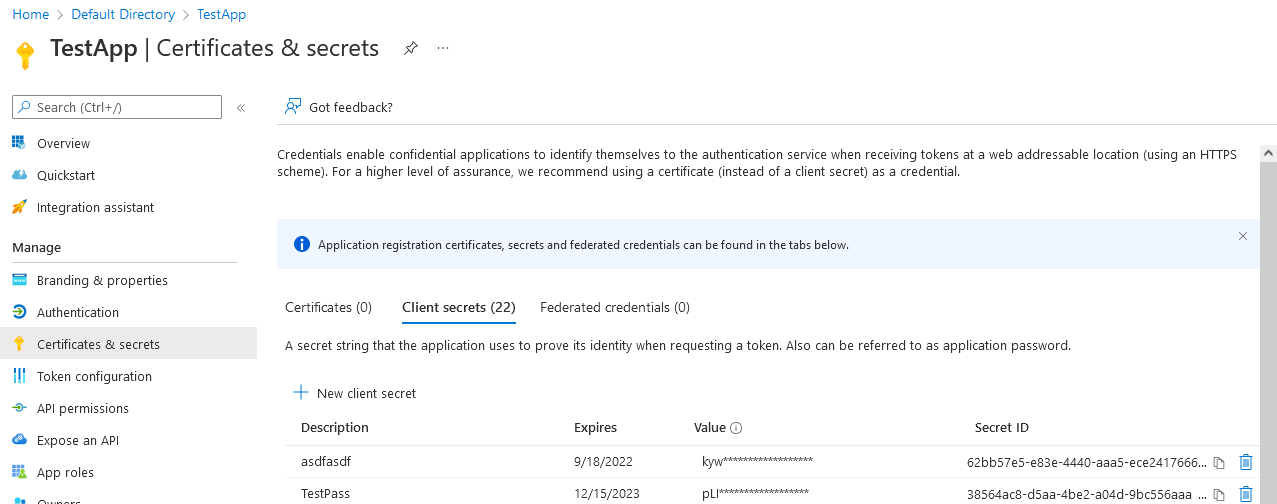 Home > Default Directory > TestApp
TestApp | Certificates & secrets ...
Search (Ctrl+/) «
Got feedback?
Overview
Quickstart
Integration assistant
Manage
Branding & properties
Authentication
Certificates & secrets
Token configuration
API permissions
Expose an API
App roles
Owners
Credentials enable confidential applications to identify themselves to the authentication service when receiving tokens at a web addressable location (using an HTTPS
scheme). For a higher level of assurance, we recommend using a certificate (instead of a client secret) as a credential.
Application registration certificates, secrets and federated credentials can be found in the tabs below.
Certificates (0) Client secrets (22) Federated credentials (0)
A secret string that the application uses to prove its identity when requesting a token. Also can be referred to as application password.
New client secret
Description Expires Value Secret ID
asdfasdf 9/18/2022 kyw****************** 62bb57e5-e83e-4440-aaa5-ece2417666...
TestPass 12/15/2023 pLI****************** 38564ac8-d5aa-4be2-a04d-9bc556aaa ...